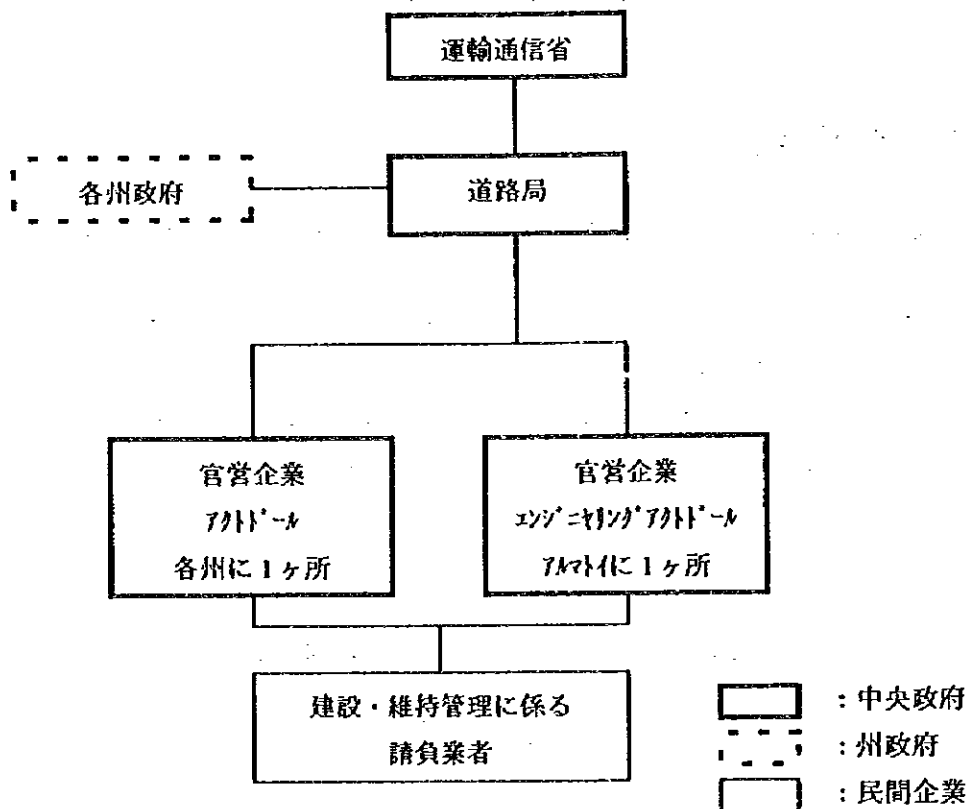 運輸通信省
各州政府
道路局
官営企業
ｱｸﾄﾄﾞｰﾙ
各州に1ヶ所
官営企業
ｴﾝｼﾞﾆﾔﾘﾝｸﾞｱｸﾄﾄﾞｰﾙ
ｱﾙﾏﾄｲに1ヶ所
建設・維持管理に係る
請負業者
：中央政府
：州政府
：民間企業